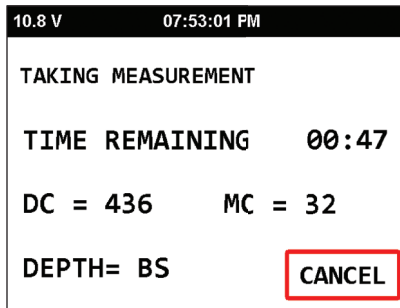 10.8 V 07:53:01 PM
TAKING MEASUREMENT
TIME REMAINING 00:47
DC = 436 MC = 32
DEPTH= BS
CANCEL